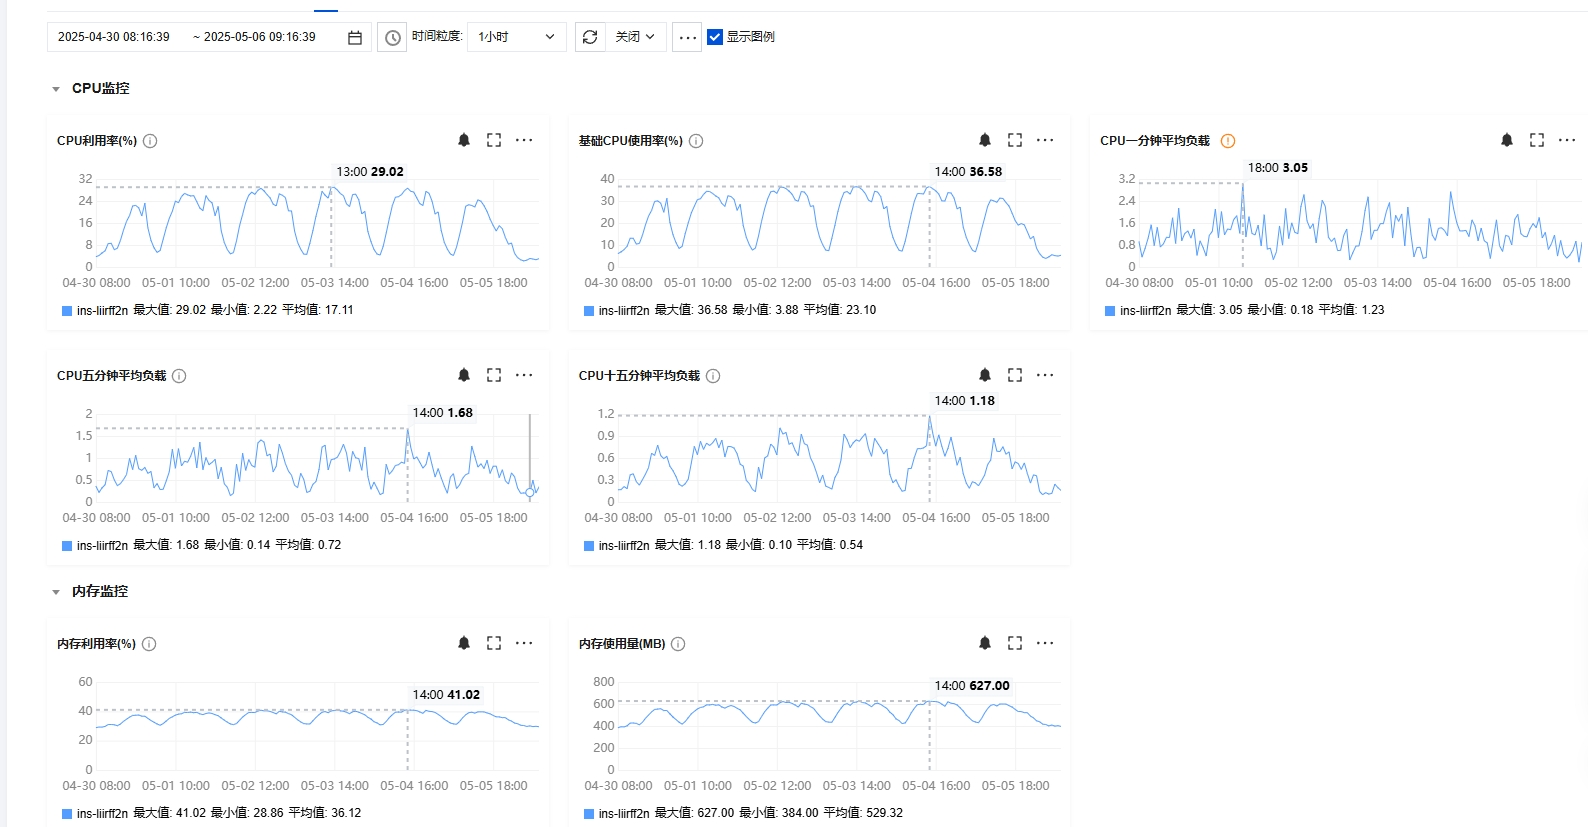 2025-04-30 08:16:39 ~ 2025-05-06 09:16:39 时间粒度: 1小时 关闭 ... 显示图例
CPU监控
CPU利用率(%)
13:00 29.02
32
24
16
8
0
04-30 08:00 05-01 10:00 05-02 12:00 05-03 14:00 05-04 16:00 05-05 18:00
ins-liirff2n 最大值: 29.02 最小值: 2.22 平均值: 17.11
基础CPU使用率(%)
14:00 36.58
40
30
20
10
0
04-30 08:00 05-01 10:00 05-02 12:00 05-03 14:00 05-04 16:00 05-05 18:00
ins-liirff2n 最大值: 36.58 最小值: 3.88 平均值: 23.10
CPU一分钟平均负载
18:00 3.05
3.2
2.4
1.6
0.8
0
04-30 08:00 05-01 10:00 05-02 12:00 05-03 14:00 05-04 16:00 05-05 18:00
ins-liirff2n 最大值: 3.05 最小值: 0.18 平均值: 1.23
CPU五分钟平均负载
14:00 1.68
2
1.5
1
0.5
0
04-30 08:00 05-01 10:00 05-02 12:00 05-03 14:00 05-04 16:00 05-05 18:00
ins-liirff2n 最大值: 1.68 最小值: 0.14 平均值: 0.72
CPU十五分钟平均负载
14:00 1.18
1.2
0.9
0.6
0.3
0
04-30 08:00 05-01 10:00 05-02 12:00 05-03 14:00 05-04 16:00 05-05 18:00
ins-liirff2n 最大值: 1.18 最小值: 0.10 平均值: 0.54
内存监控
内存利用率(%)
14:00 41.02
60
40
20
0
04-30 08:00 05-01 10:00 05-02 12:00 05-03 14:00 05-04 16:00 05-05 18:00
ins-liirff2n 最大值: 41.02 最小值: 28.86 平均值: 36.12
内存使用量(MB)
14:00 627.00
800
600
400
200
0
04-30 08:00 05-01 10:00 05-02 12:00 05-03 14:00 05-04 16:00 05-05 18:00
ins-liirff2n 最大值: 627.00 最小值: 384.00 平均值: 529.32